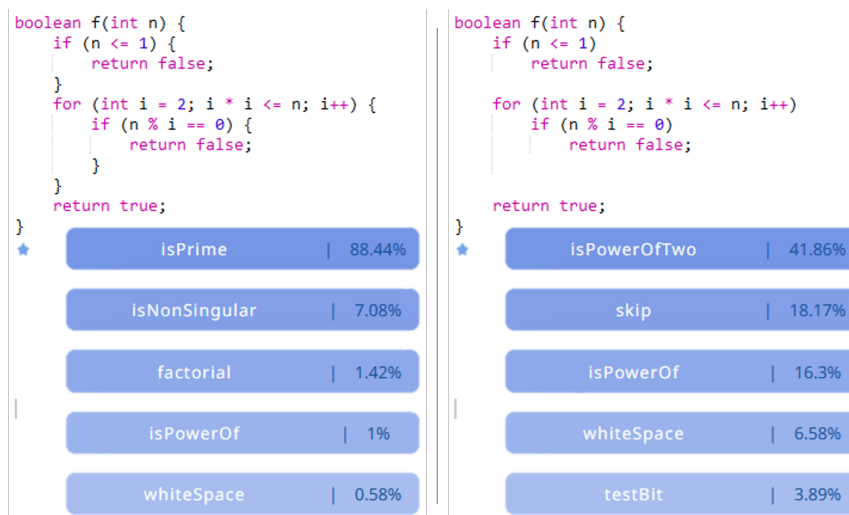 boolean f(int n) {
    if (n <= 1) {
        return false;
    }
    for (int i = 2; i * i <= n; i++) {
        if (n % i == 0) {
            return false;
        }
    }
    return true;
}
isPrime | 88.44%
isNonSingular | 7.08%
factorial | 1.42%
isPowerOf | 1%
whiteSpace | 0.58%
boolean f(int n) {
    if (n <= 1)
        return false;
    for (int i = 2; i * i <= n; i++)
        if (n % i == 0)
            return false;
    return true;
}
isPowerOfTwo | 41.86%
skip | 18.17%
isPowerOf | 16.3%
whiteSpace | 6.58%
testBit | 3.89%